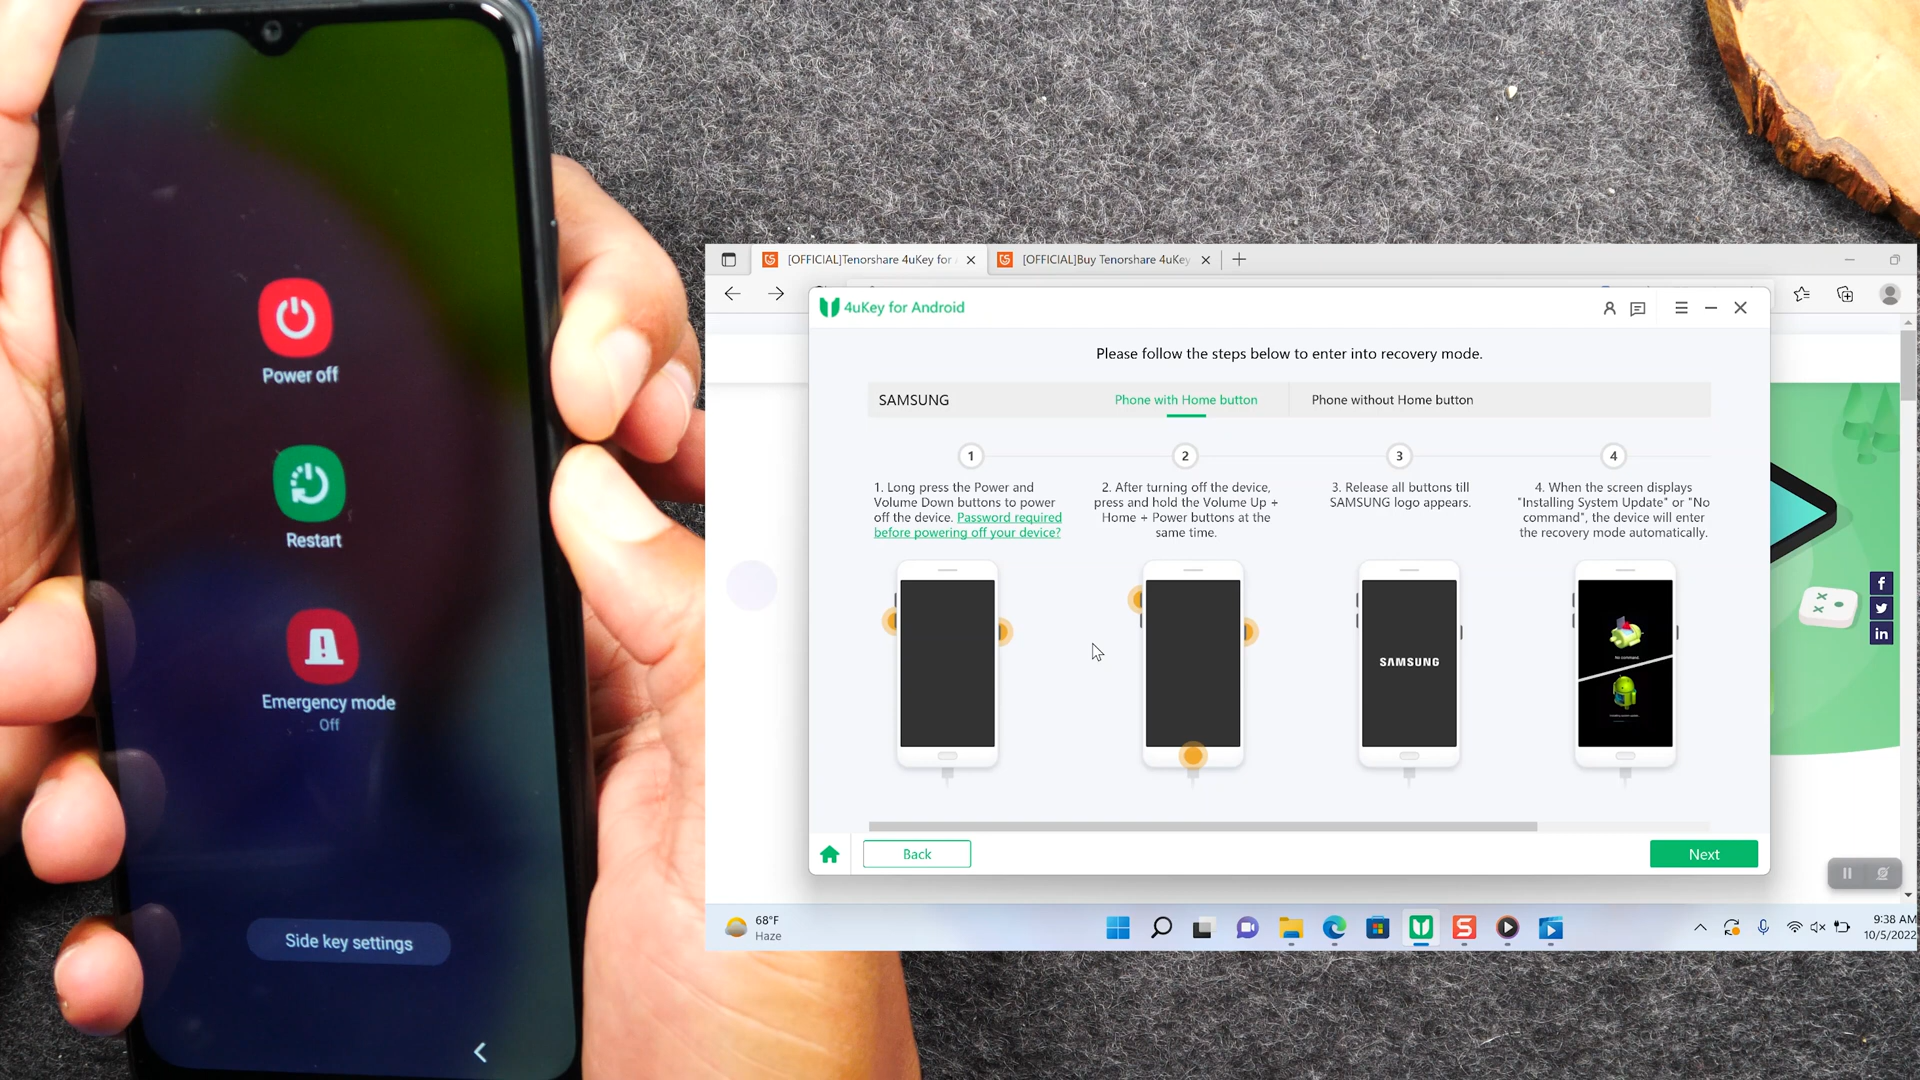 Power off
Restart
Emergency mode
Off
Side key settings
[OFFICIAL]Tenorshare 4uKey for
[OFFICIAL]Buy Tenorshare 4uKey
4uKey for Android
Please follow the steps below to enter into recovery mode.
SAMSUNG
Phone with Home button
Phone without Home button
1
2
3
4
1. Long press the Power and
Volume Down buttons to power
off the device. Password required
before powering off your device?
2. After turning off the device,
press and hold the Volume Up +
Home + Power buttons at the
same time.
3. Release all buttons till
SAMSUNG logo appears.
4. When the screen displays
"Installing System Update" or "No
command", the device will enter
the recovery mode automatically.
SAMSUNG
No command
Back
Next
68°F
Haze
9:38 AM
10/5/2022